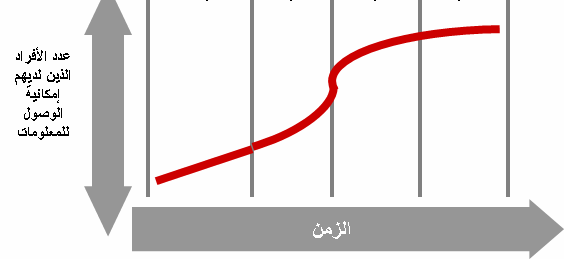 عدد الأفراد
الذين لديهم
إمكانية
الوصول
للمعلومات
الزمن